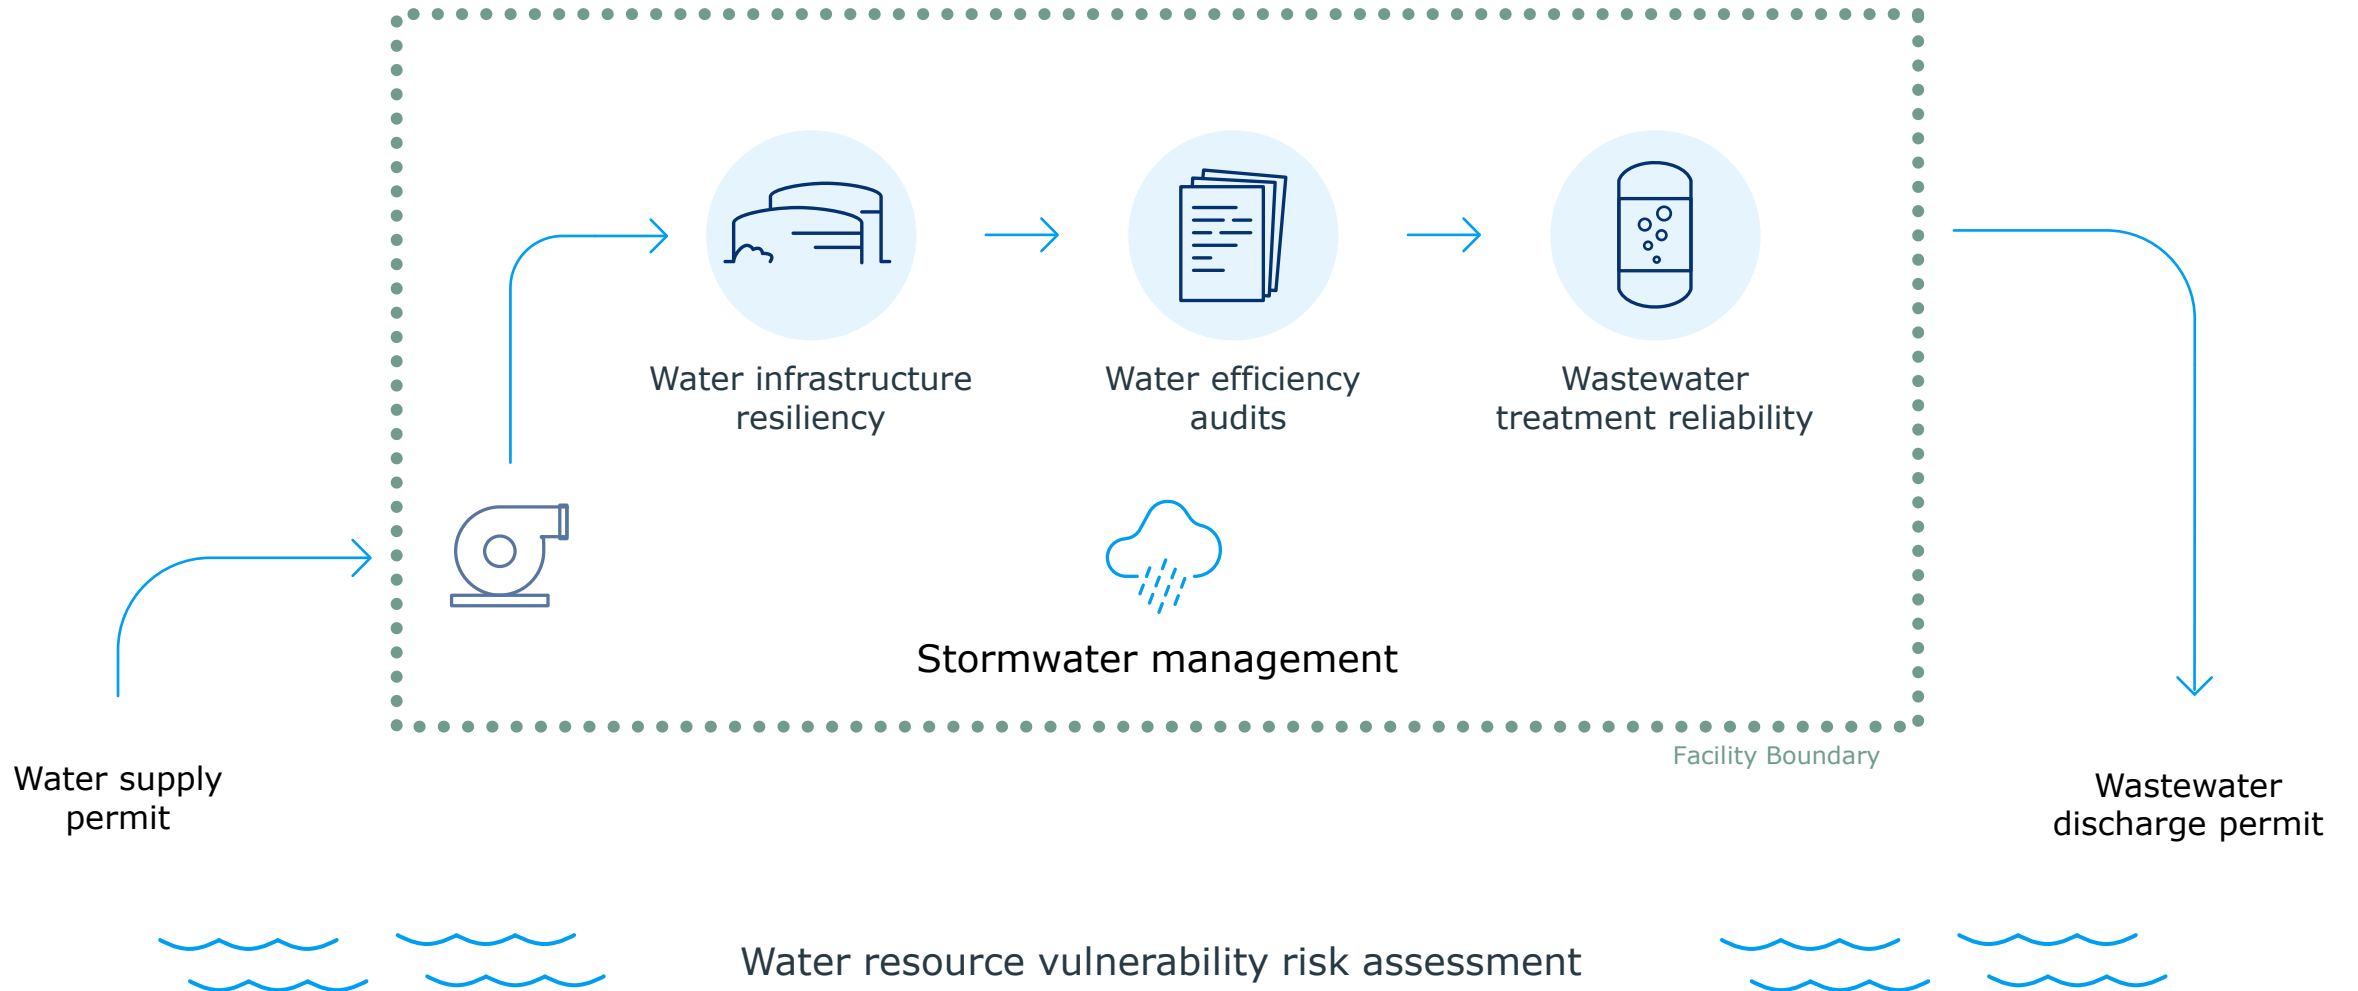 Water infrastructure
resiliency
Water efficiency
audits
Wastewater
treatment reliability
Stormwater management
Facility Boundary
Water supply
permit
Wastewater
discharge permit
Water resource vulnerability risk assessment